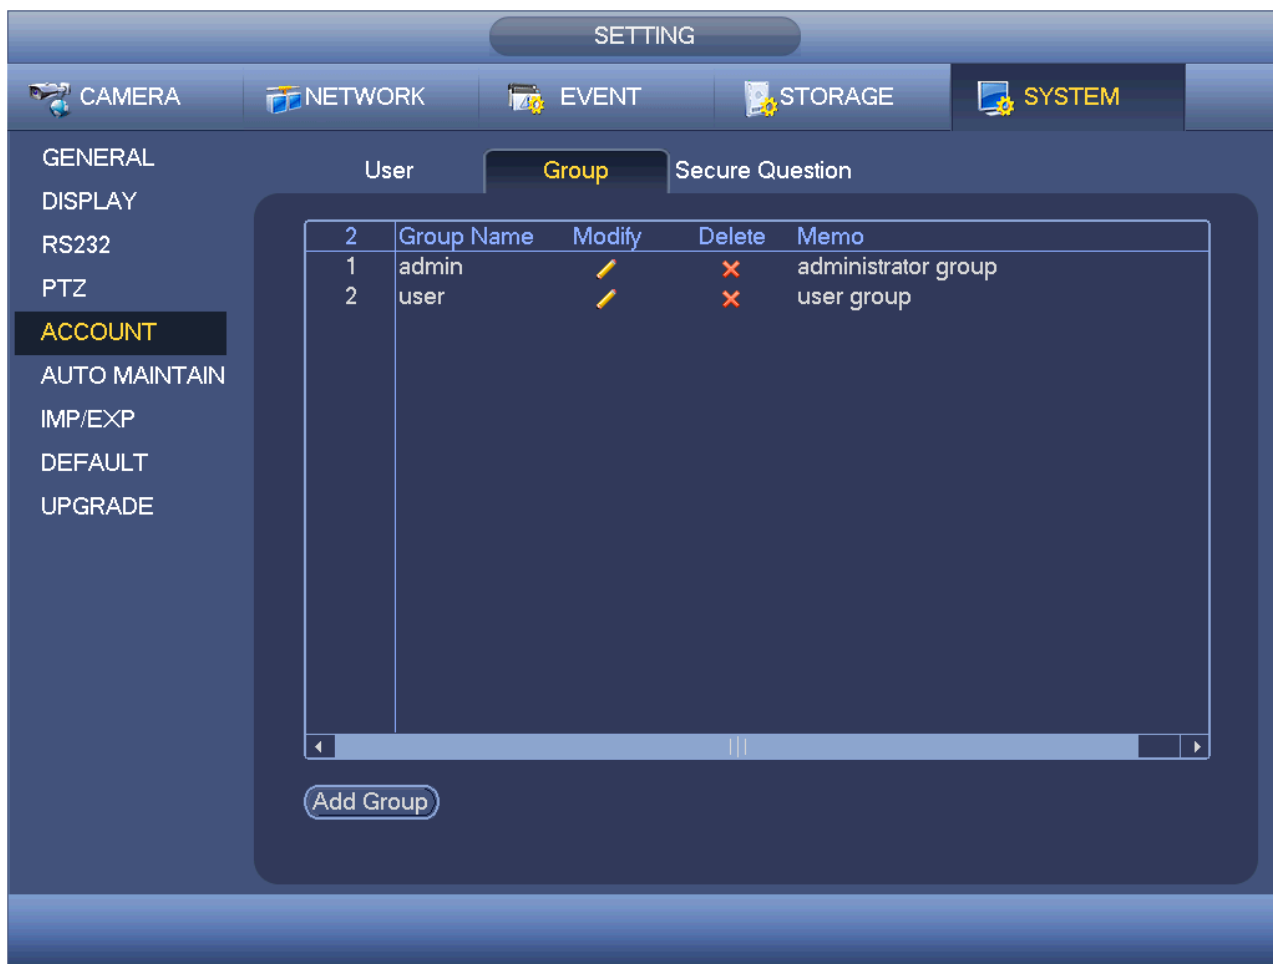 SETTING
CAMERA NETWORK EVENT STORAGE SYSTEM
GENERAL
DISPLAY
RS232
PTZ
ACCOUNT
AUTO MAINTAIN
IMP/EXP
DEFAULT
UPGRADE
User Group Secure Question
2 Group Name Modify Delete Memo
1 admin administrator group
2 user user group
Add Group